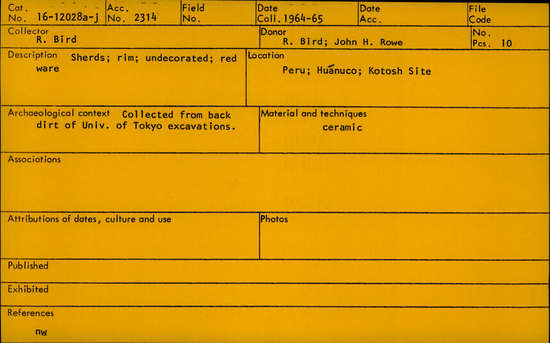 Cat. No. 16-12028a-j Acc. No. 2314 Field No. Date Coll. 1964-65 Date Acc. File Code
Collector R. Bird
Donor R. Bird; John H. Rowe
No. Pcs. 10
Description Sherds; rim; undecorated; red
ware
Location
Peru; Huánuco; Kotosh Site
Archaeological context Collected from back
dirt of Univ. of Tokyo excavations.
Material and techniques
ceramic
Associations
Attributions of dates, culture and use
Photos
Published
Exhibited
References
nw